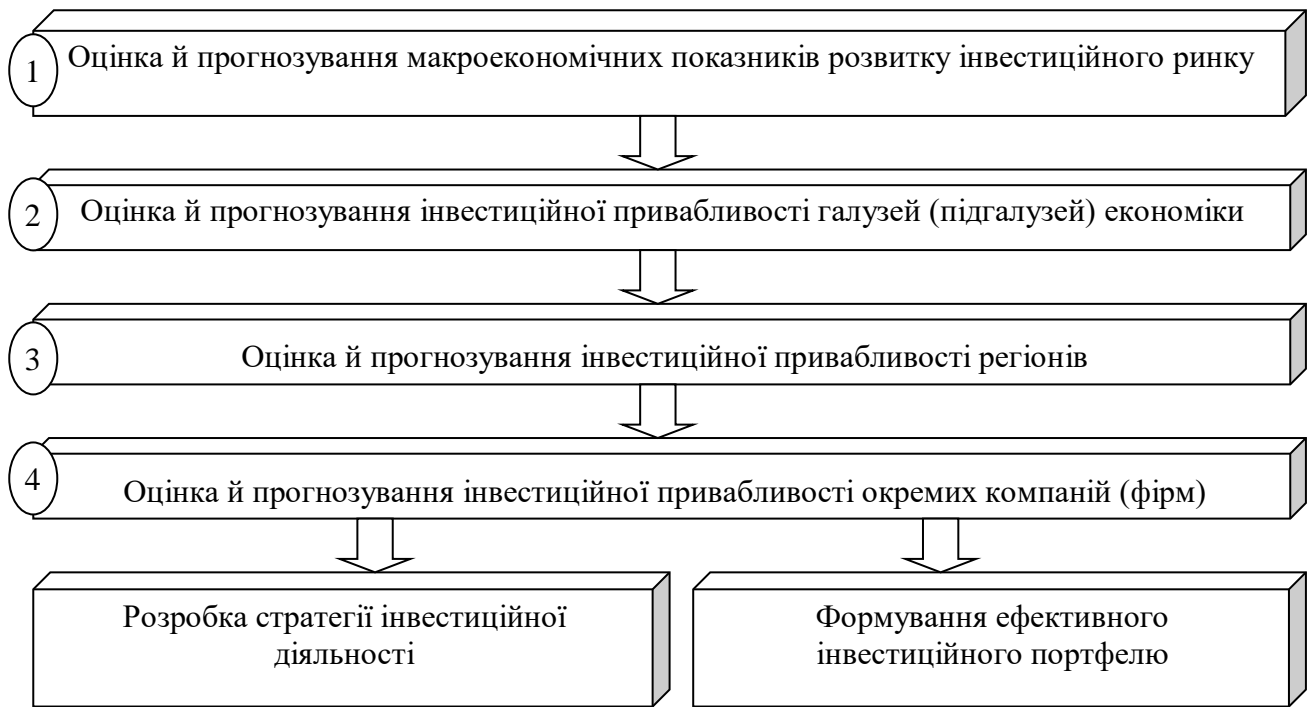 1
Оцінка й прогнозування макроекономічних показників розвитку інвестиційного ринку
2
Оцінка й прогнозування інвестиційної привабливості галузей (підгалузей) економіки
3
Оцінка й прогнозування інвестиційної привабливості регіонів
4
Оцінка й прогнозування інвестиційної привабливості окремих компаній (фірм)
Розробка стратегії інвестиційної
діяльності
Формування ефективного
інвестиційного портфелю